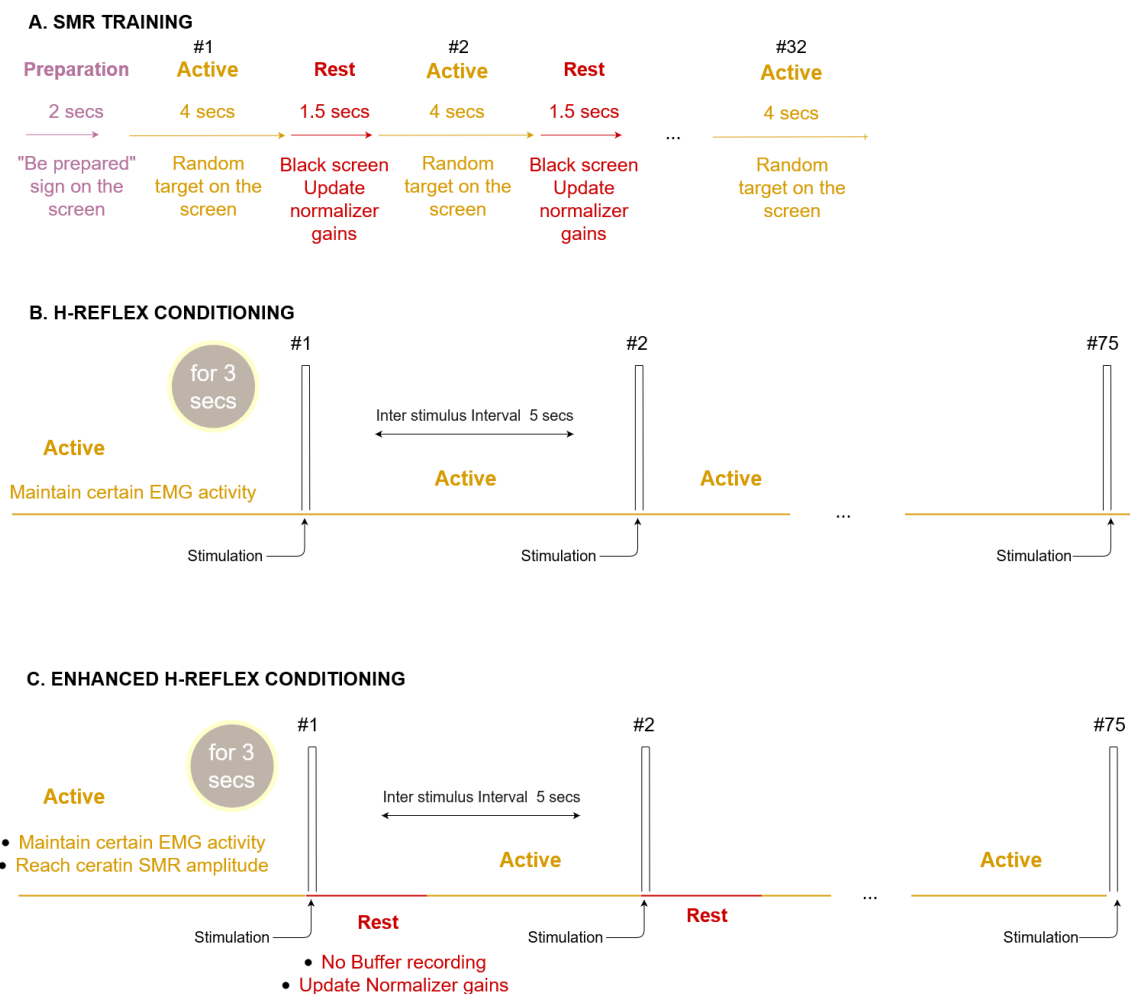 A. SMR TRAINING
#1 #2 #32
Preparation Active Rest Active Rest Active
2 secs 4 secs 1.5 secs 4 secs 1.5 secs 4 secs
...
"Be prepared"
sign on the
screen
Random
target on the
screen
Black screen
Update
normalizer
gains
Random
target on the
screen
Black screen
Update
normalizer
gains
Random
target on the
screen
B. H-REFLEX CONDITIONING
#1 #2 #75
for 3
secs
Inter stimulus Interval 5 secs
Active Active Active
Maintain certain EMG activity
...
Stimulation Stimulation Stimulation
C. ENHANCED H-REFLEX CONDITIONING
#1 #2 #75
for 3
secs
Active
Inter stimulus Interval 5 secs
• Maintain certain EMG activity
• Reach ceratin SMR amplitude
Active Active
...
Rest Rest
Stimulation Stimulation Stimulation
• No Buffer recording
• Update Normalizer gains